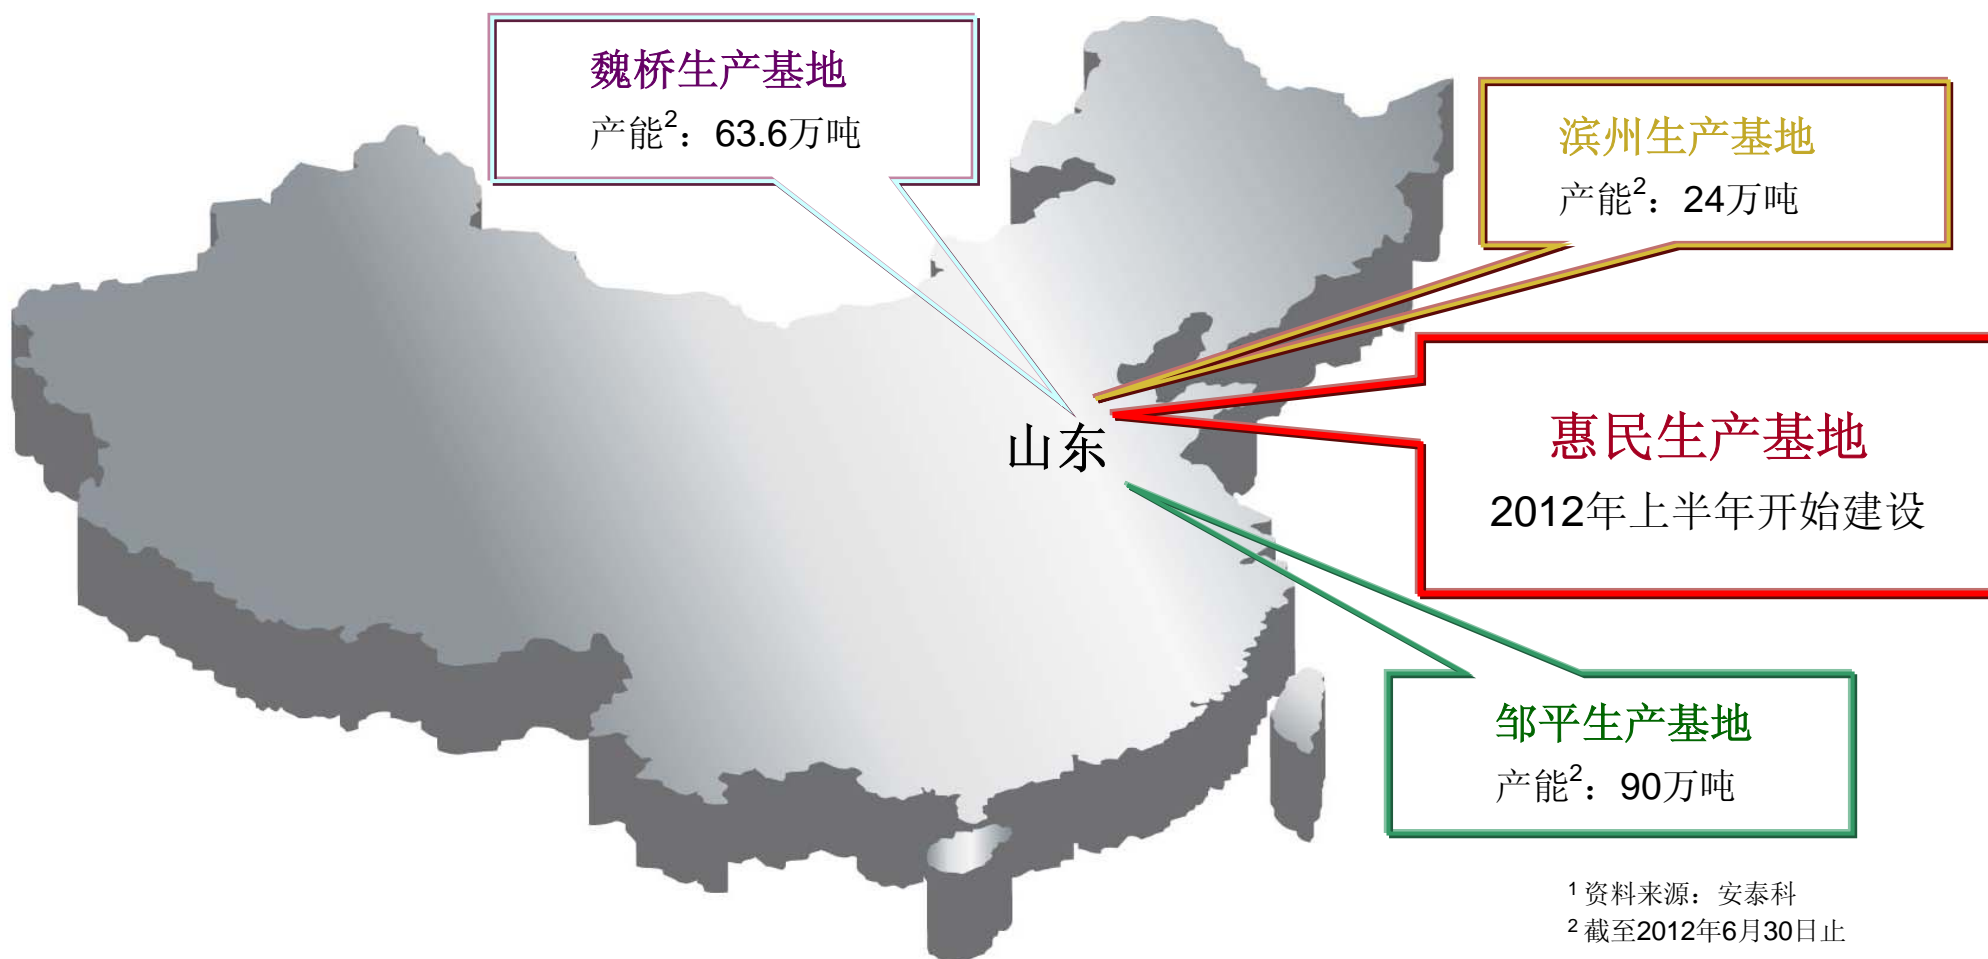 魏桥生产基地
产能2：63.6万吨
滨州生产基地
产能2：24万吨
山东
惠民生产基地
2012年上半年开始建设
邹平生产基地
产能2：90万吨
1 资料来源：安泰科
2 截至2012年6月30日止